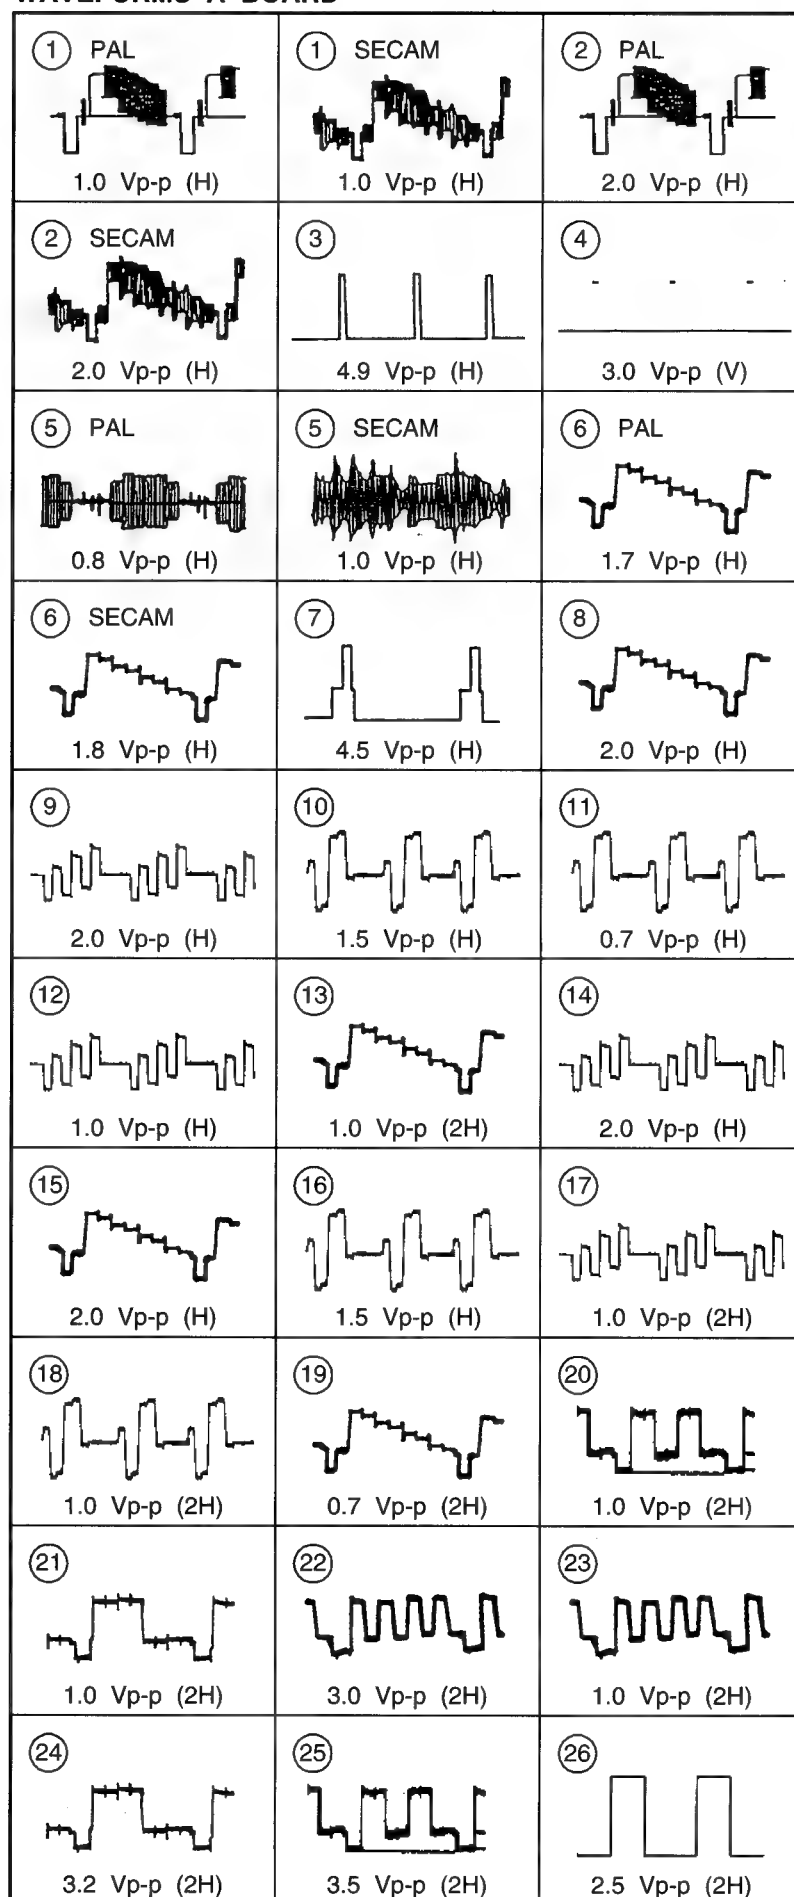 WAVEFORMS A BOARD
1 PAL
1.0 Vp-p (H)
1 SECAM
1.0 Vp-p (H)
2 PAL
2.0 Vp-p (H)
2 SECAM
2.0 Vp-p (H)
3
4.9 Vp-p (H)
4
3.0 Vp-p (V)
5 PAL
0.8 Vp-p (H)
5 SECAM
1.0 Vp-p (H)
6 PAL
1.7 Vp-p (H)
6 SECAM
1.8 Vp-p (H)
7
4.5 Vp-p (H)
8
2.0 Vp-p (H)
9
2.0 Vp-p (H)
10
1.5 Vp-p (H)
11
0.7 Vp-p (H)
12
1.0 Vp-p (H)
13
1.0 Vp-p (2H)
14
2.0 Vp-p (H)
15
2.0 Vp-p (H)
16
1.5 Vp-p (H)
17
1.0 Vp-p (2H)
18
1.0 Vp-p (2H)
19
0.7 Vp-p (2H)
20
1.0 Vp-p (2H)
21
1.0 Vp-p (2H)
22
3.0 Vp-p (2H)
23
1.0 Vp-p (2H)
24
3.2 Vp-p (2H)
25
3.5 Vp-p (2H)
26
2.5 Vp-p (2H)